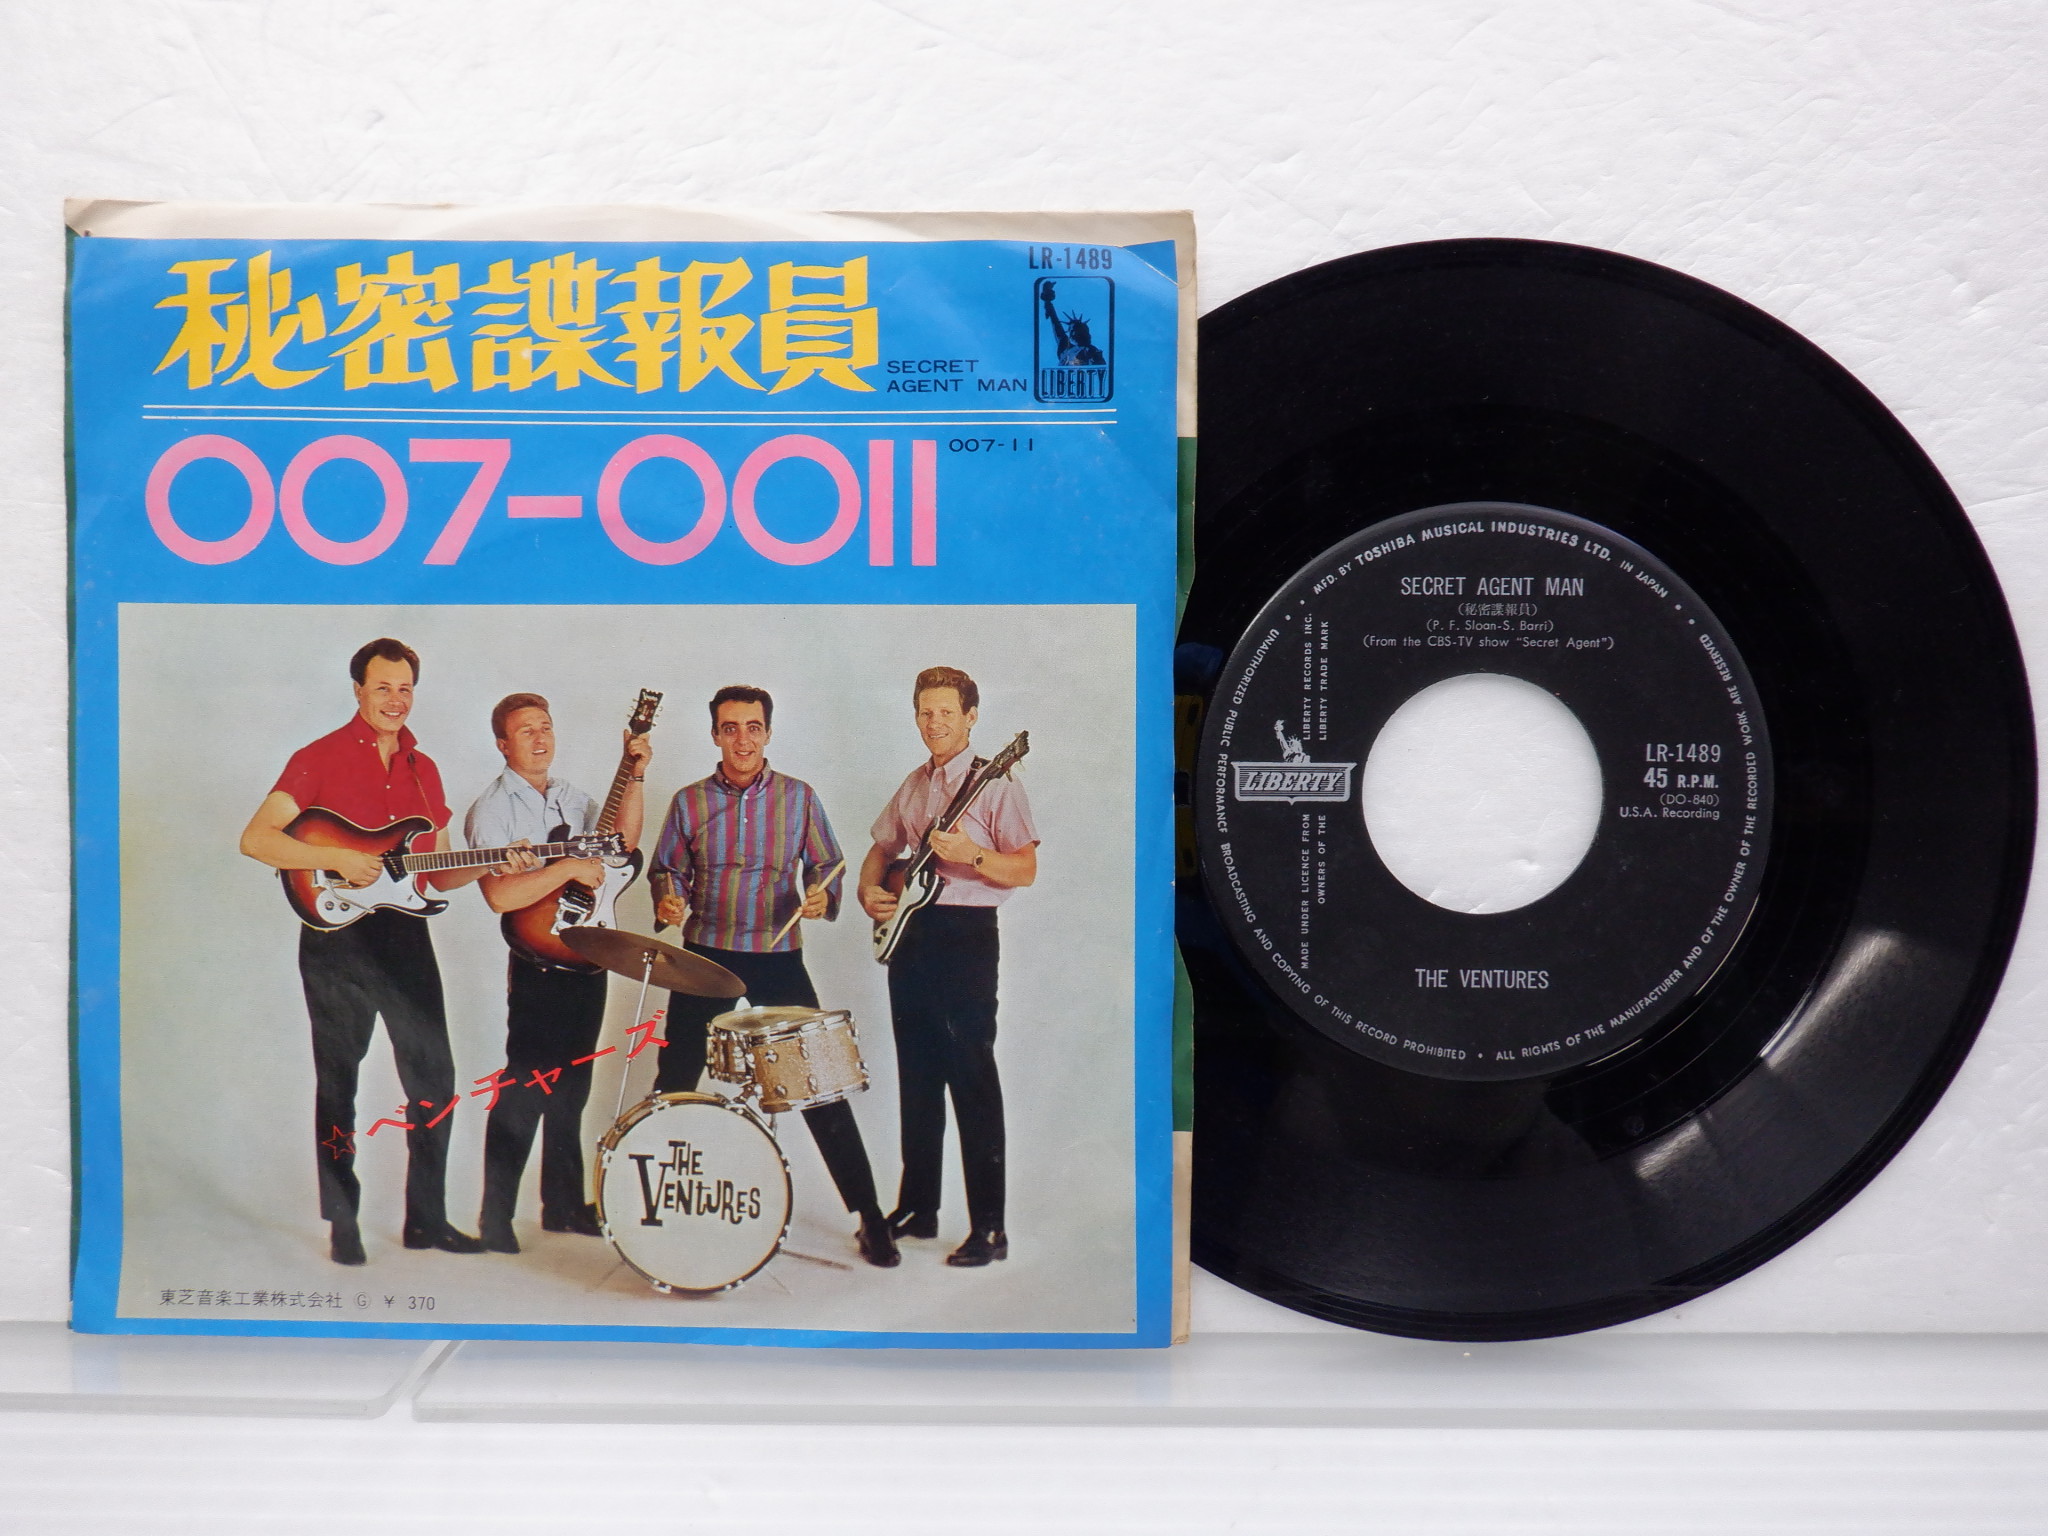 秘密諜報員
SECRET
AGENT MAN
LR-1489
LIBERTY
007-0011
007-11
☆ベンチャーズ
THE
VENTURES
東芝音楽工業株式会社 Ⓖ ¥ 370
MFD. BY TOSHIBA MUSICAL INDUSTRIES LTD. IN JAPAN
SECRET AGENT MAN
(秘密諜報員)
(P. F. Sloan-S. Barri)
(From the CBS-TV show "Secret Agent")
LIBERTY RECORDS INC.
LIBERTY TRADE MARK
LIBERTY
MADE UNDER LICENCE FROM
OWNERS OF THE
LR-1489
45 R.P.M.
(DO-840)
U.S.A. Recording
THE VENTURES
UNAUTHORIZED PUBLIC PERFORMANCE BROADCASTING AND COPYING OF THIS RECORD PROHIBITED • ALL RIGHTS OF THE MANUFACTURER AND OF THE OWNER OF THE RECORDED WORK ARE RESERVED